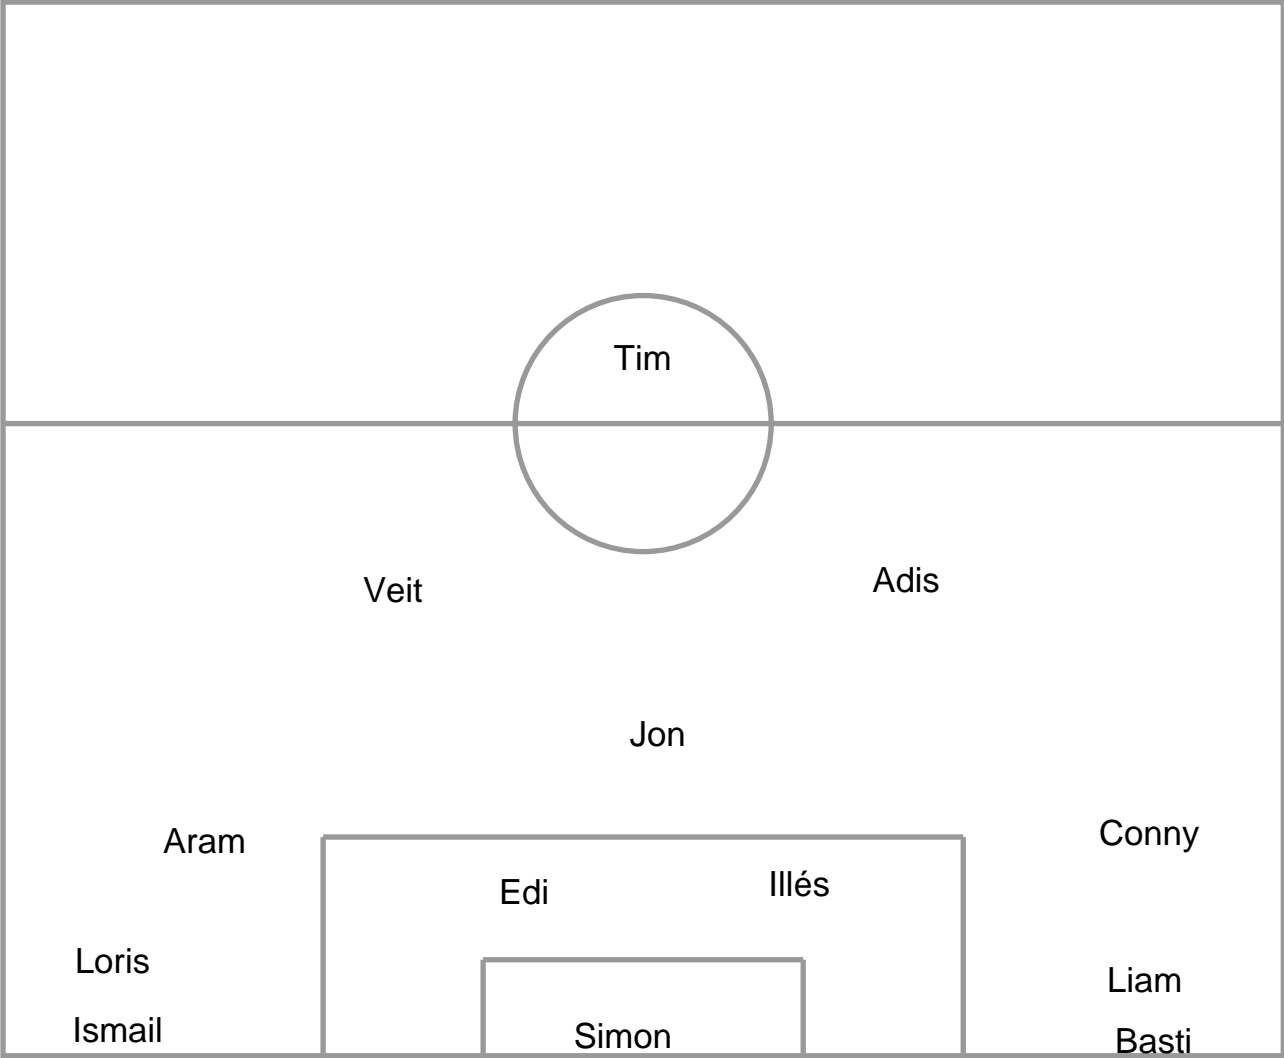 Tim
Veit
Adis
Jon
Aram
Conny
Edi
Illés
Loris
Liam
Ismail
Simon
Basti